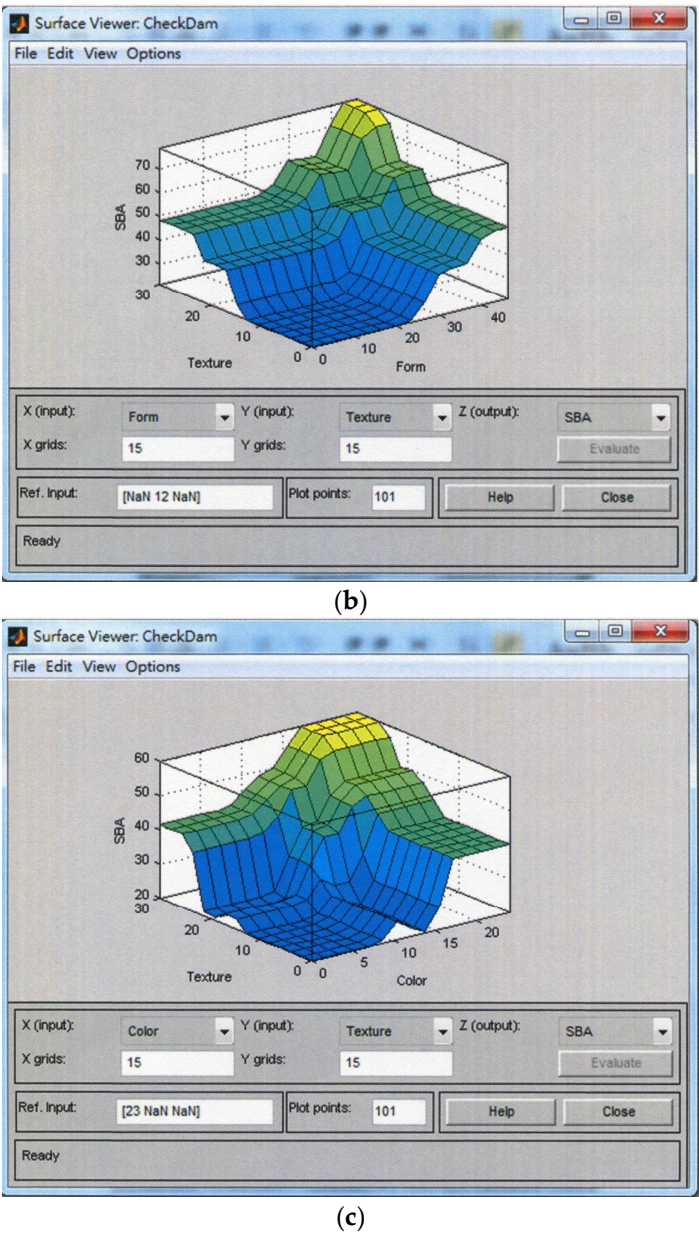 Surface Viewer: CheckDam
File Edit View Options
70
60
50
40
30
SBA
30
20
10
0
Texture
0
10
20
30
40
Form
X (input): Form Y (input): Texture Z (output): SBA
X grids: 15 Y grids: 15 Evaluate
Ref. Input: [NaN 12 NaN] Plot points: 101 Help Close
Ready
(b)
Surface Viewer: CheckDam
File Edit View Options
60
50
40
30
20
SBA
30
20
10
0
Texture
0
5
10
15
20
Color
X (input): Color Y (input): Texture Z (output): SBA
X grids: 15 Y grids: 15 Evaluate
Ref. Input: [23 NaN NaN] Plot points: 101 Help Close
Ready
(c)